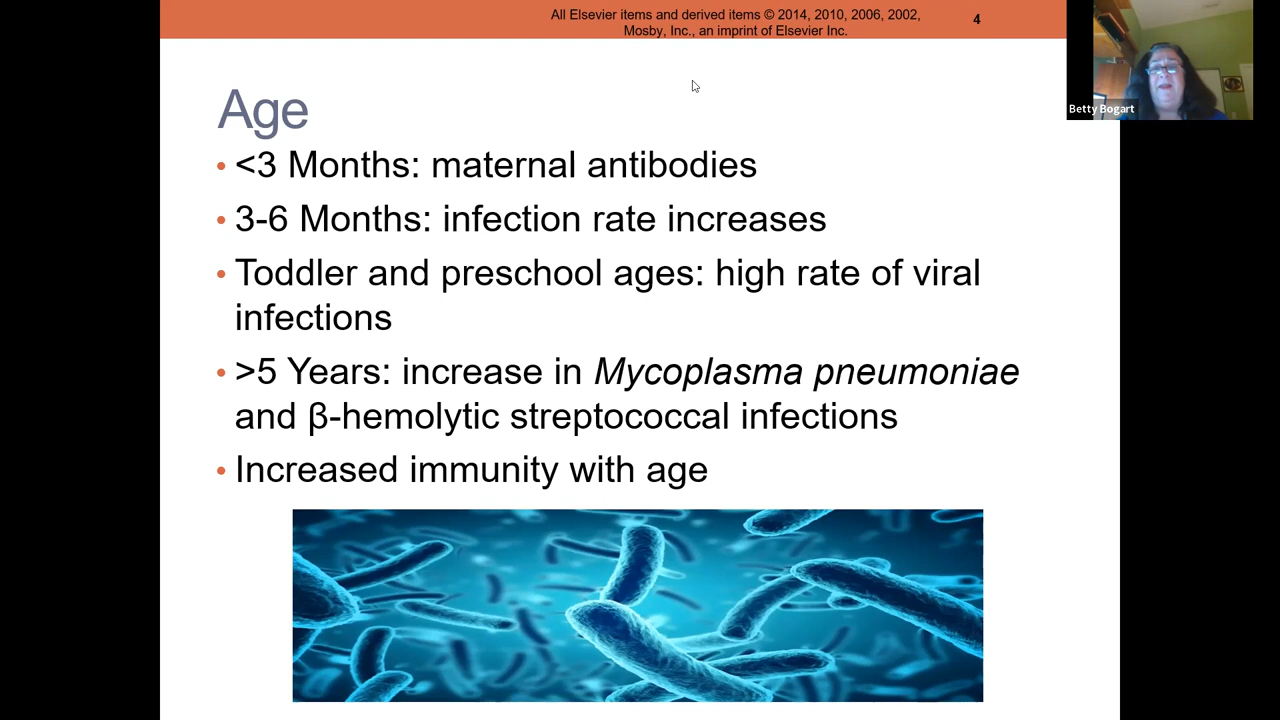 All Elsevier items and derived items © 2014, 2010, 2006, 2002,
Mosby, Inc., an imprint of Elsevier Inc.
4
Betty Bogart
Age
• <3 Months: maternal antibodies
• 3-6 Months: infection rate increases
• Toddler and preschool ages: high rate of viral
infections
• >5 Years: increase in Mycoplasma pneumoniae
and β-hemolytic streptococcal infections
• Increased immunity with age